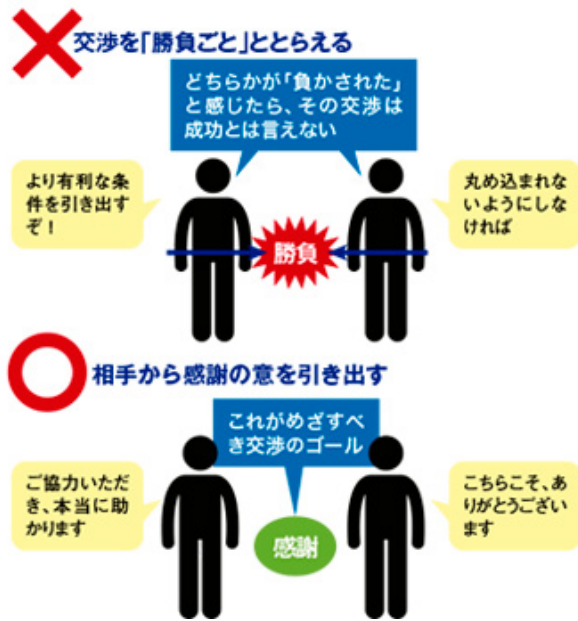 交渉を「勝負ごと」ととらえる
どちらかが「負かされた」
と感じたら、その交渉は
成功とは言えない
より有利な条
件を引き出す
ぞ！
丸め込まれ
ないようにし
なければ
勝負
相手から感謝の意を引き出す
これがめざすべ
き交渉のゴール
ご協力いただ
き、本当に助
かります
こちらこそ、あ
りがとうござい
ます
感謝